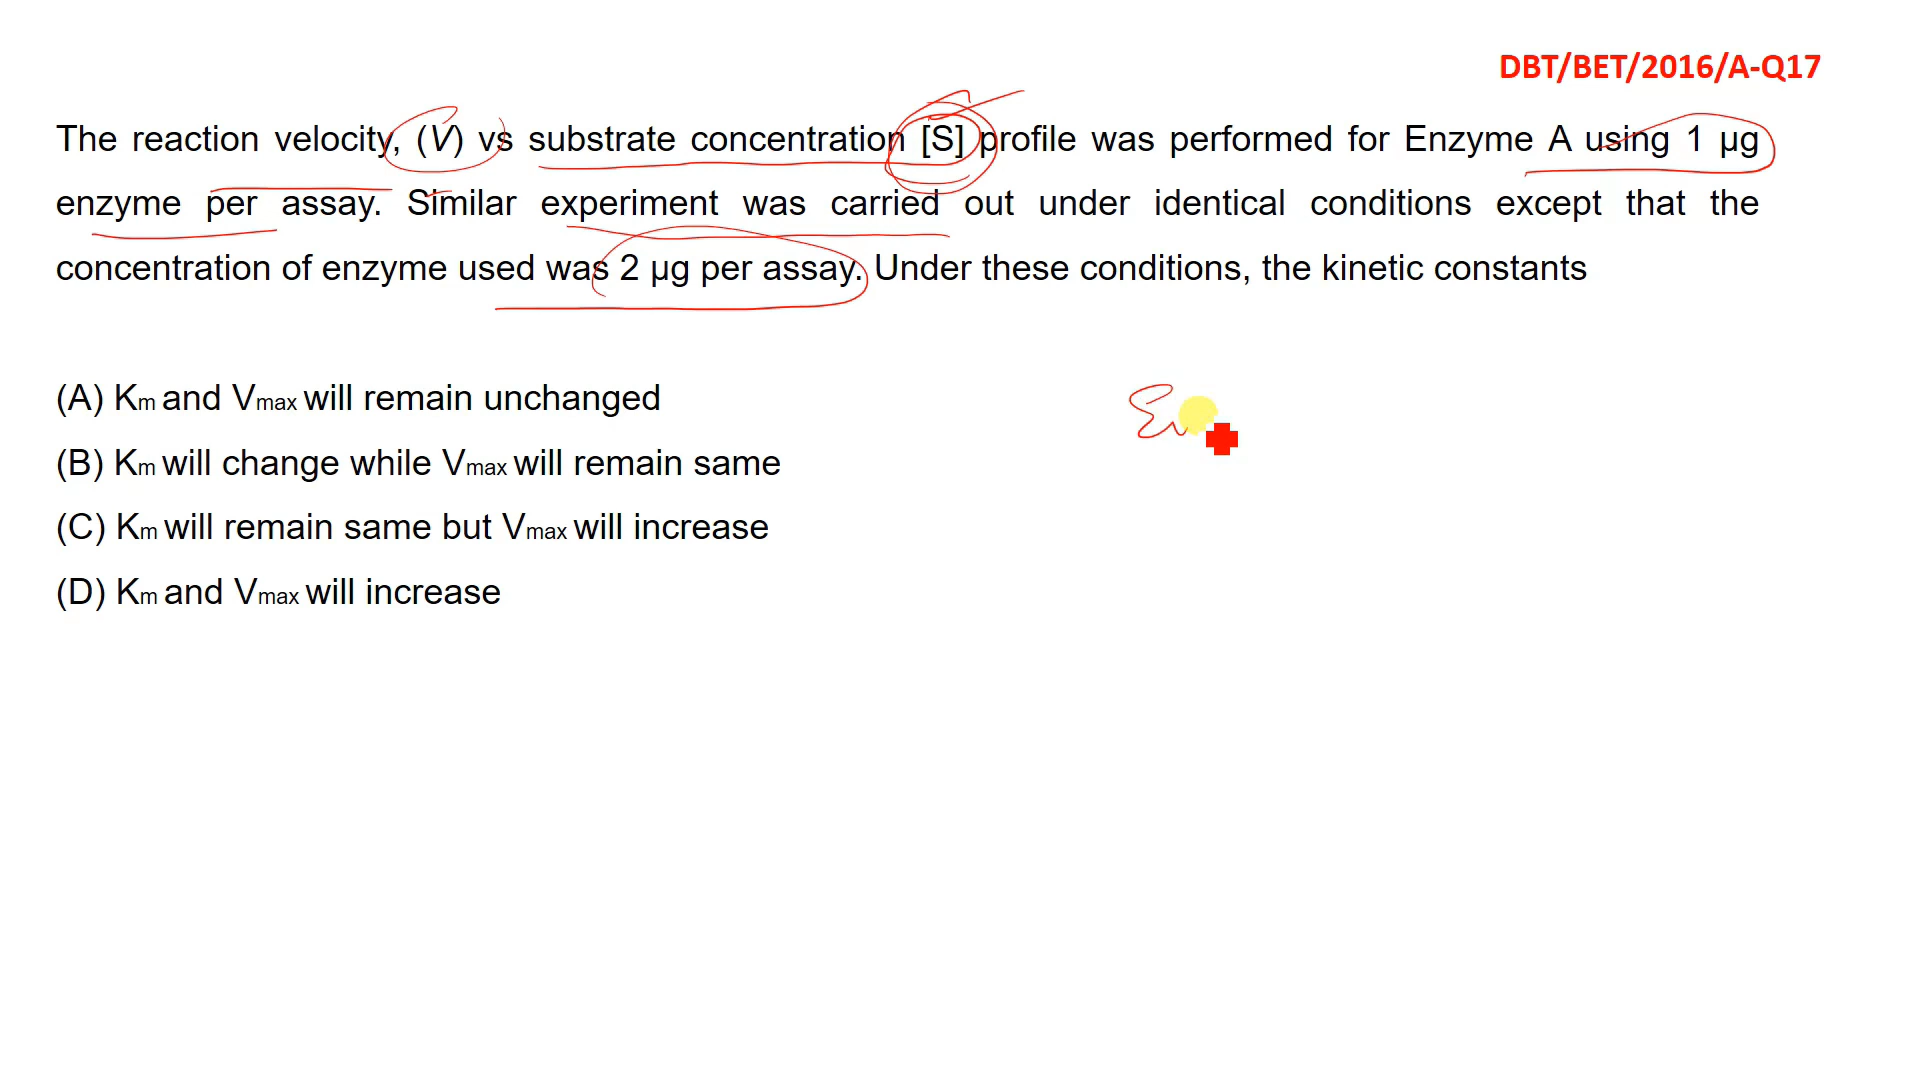 DBT/BET/2016/A-Q17
The reaction velocity, (V) vs substrate concentration [S] profile was performed for Enzyme A using 1 μg
enzyme per assay. Similar experiment was carried out under identical conditions except that the
concentration of enzyme used was 2 μg per assay. Under these conditions, the kinetic constants
(A) Km and Vmax will remain unchanged
(B) Km will change while Vmax will remain same
(C) Km will remain same but Vmax will increase
(D) Km and Vmax will increase